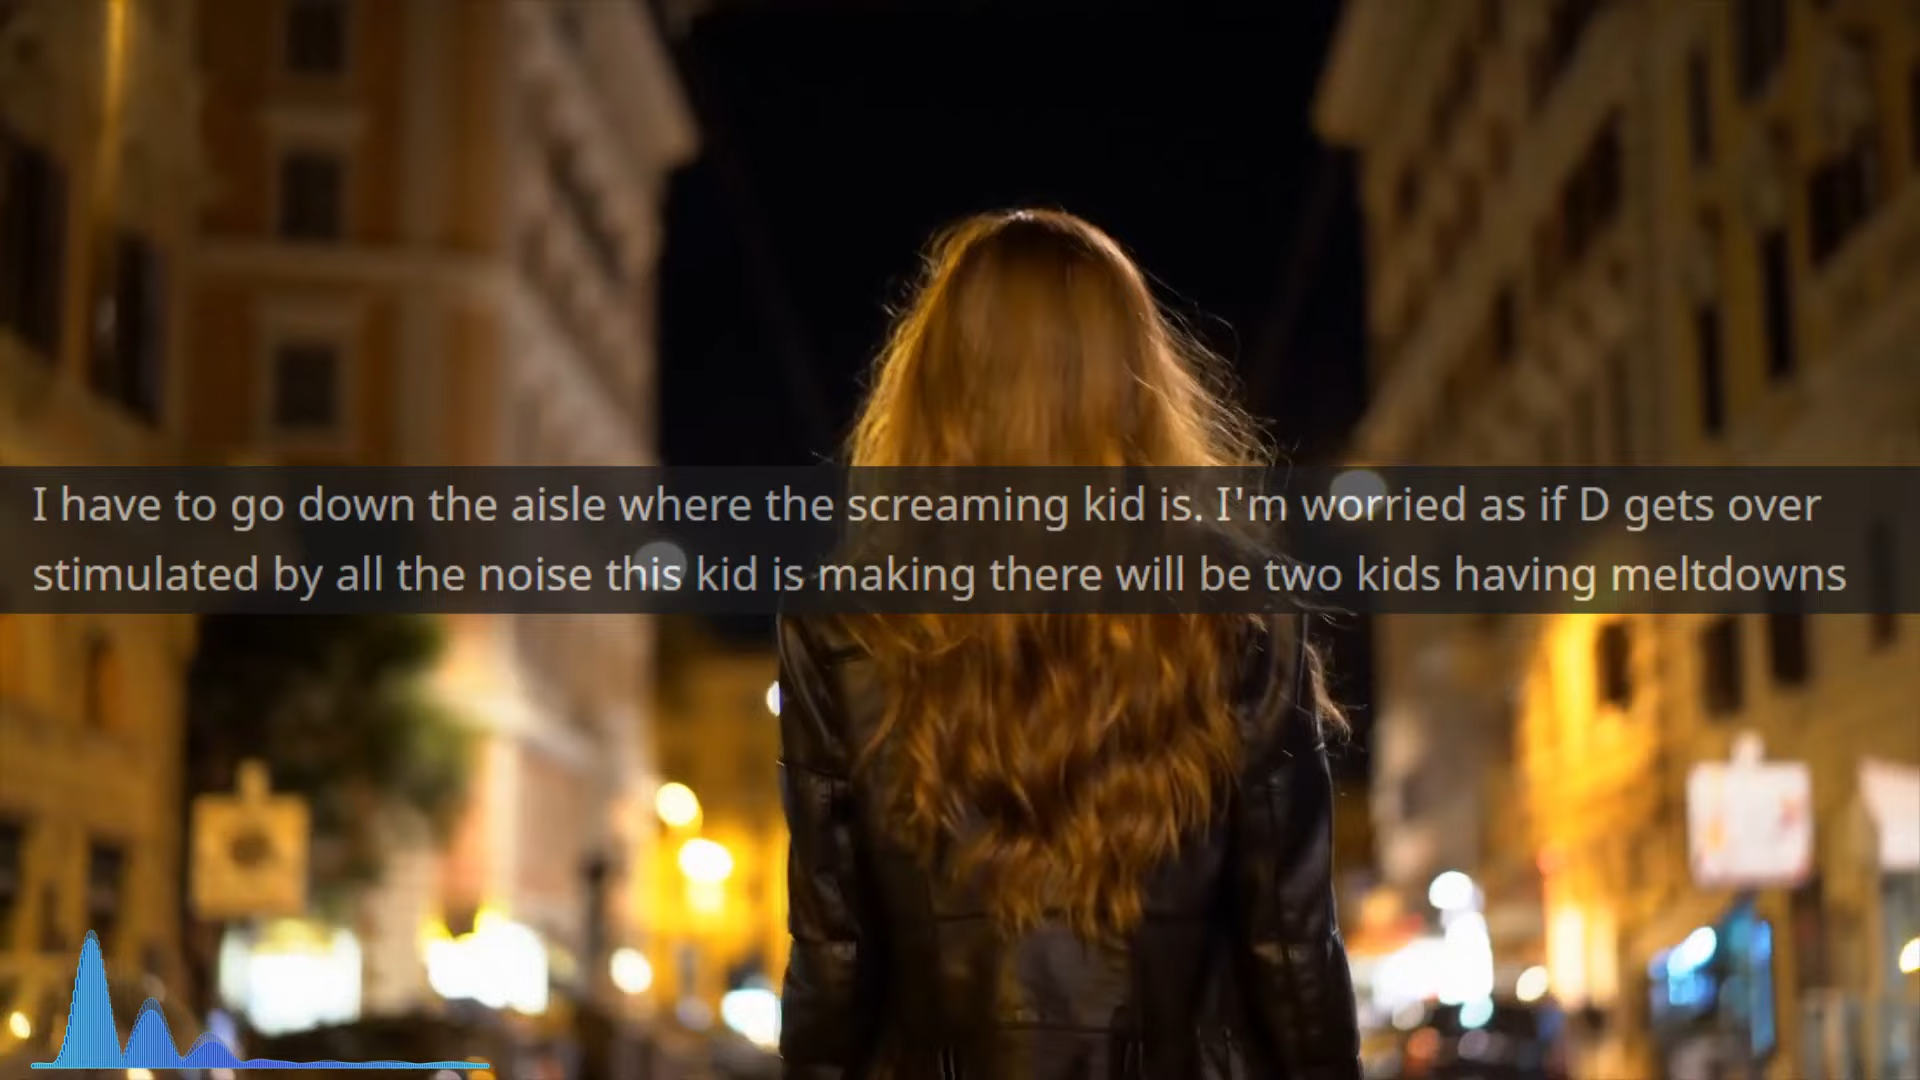 I have to go down the aisle where the screaming kid is. I'm worried as if D gets over
stimulated by all the noise this kid is making there will be two kids having meltdowns